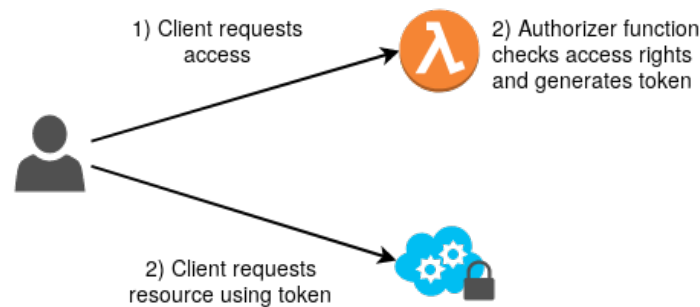 1) Client requests
access
2) Authorizer function
checks access rights
and generates token
2) Client requests
resource using token